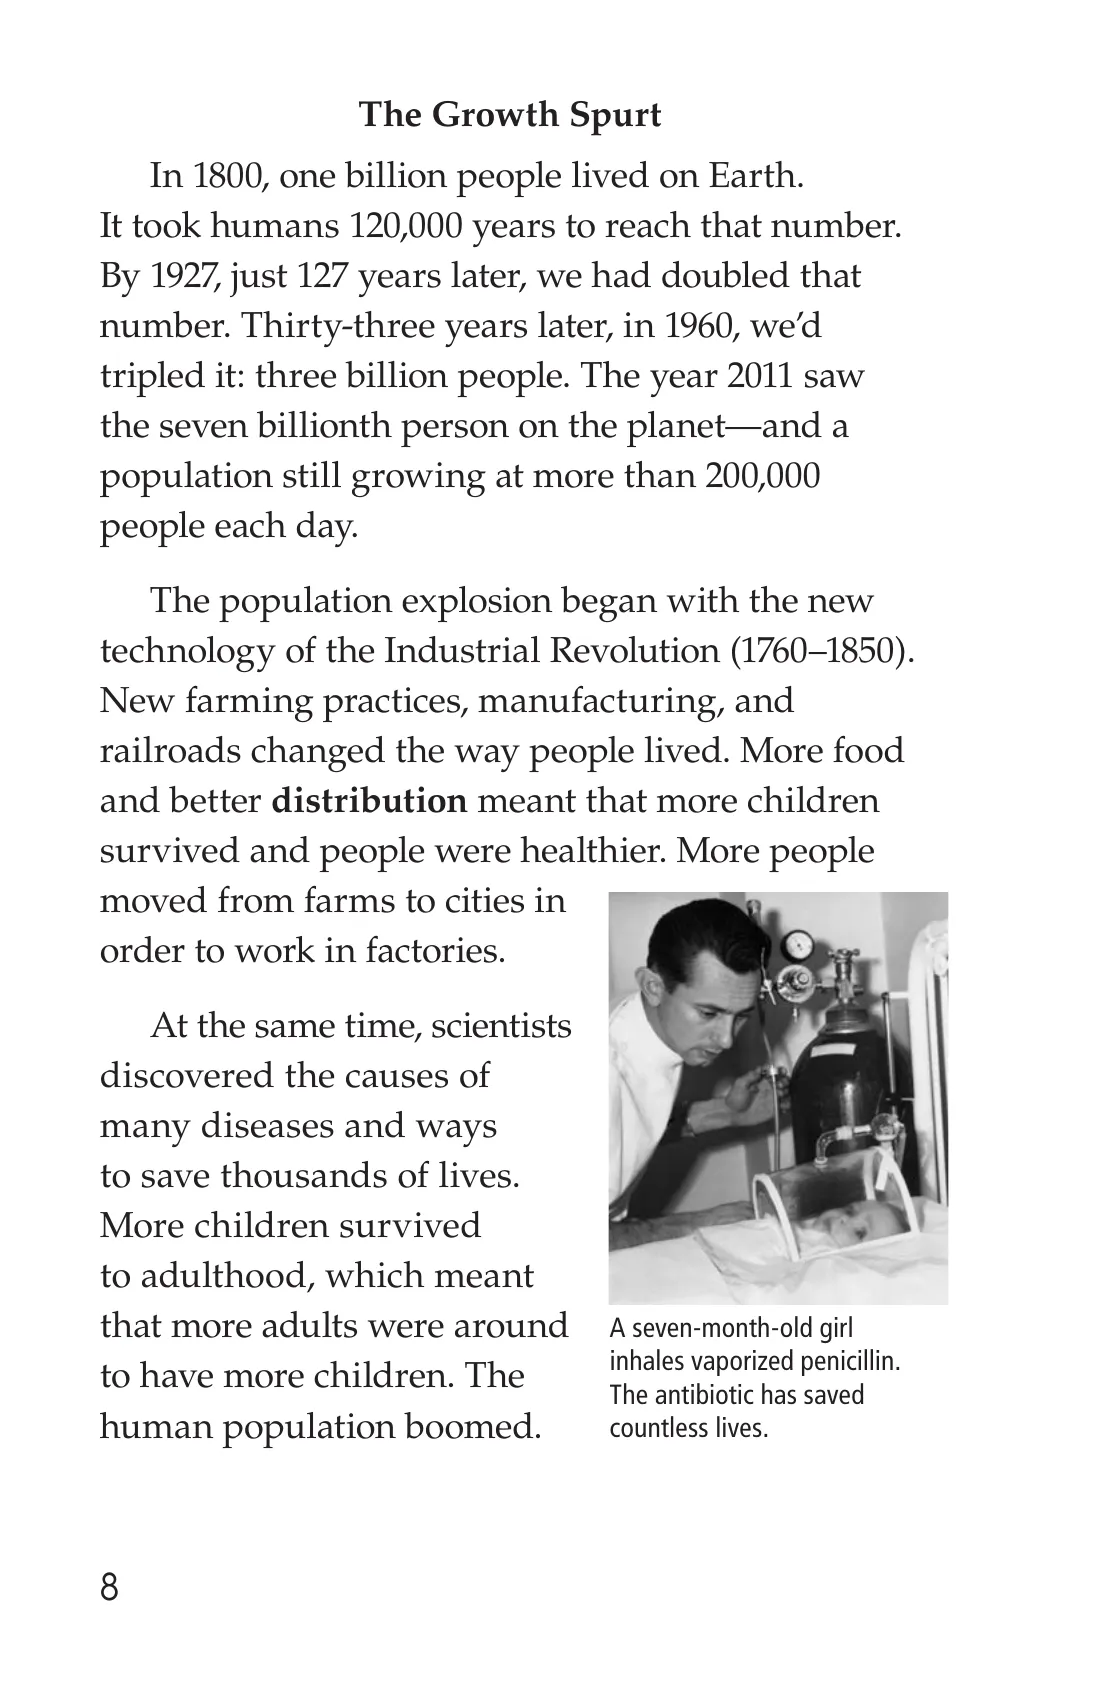 The Growth Spurt
In 1800, one billion people lived on Earth.
It took humans 120,000 years to reach that number.
By 1927, just 127 years later, we had doubled that
number. Thirty-three years later, in 1960, we’d
tripled it: three billion people. The year 2011 saw
the seven billionth person on the planet—and a
population still growing at more than 200,000
people each day.
The population explosion began with the new
technology of the Industrial Revolution (1760–1850).
New farming practices, manufacturing, and
railroads changed the way people lived. More food
and better distribution meant that more children
survived and people were healthier. More people
moved from farms to cities in
order to work in factories.
At the same time, scientists
discovered the causes of
many diseases and ways
to save thousands of lives.
More children survived
to adulthood, which meant
that more adults were around
to have more children. The
human population boomed.
A seven-month-old girl
inhales vaporized penicillin.
The antibiotic has saved
countless lives.
8